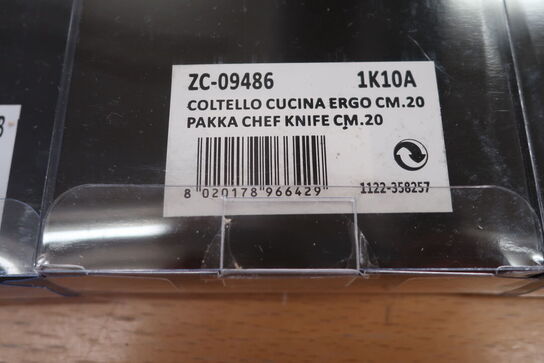 ZC-09486 1K10A
COLTELLO CUCINA ERGO CM.20
PAKKA CHEF KNIFE CM.20
8 020178 966429 1122-358257